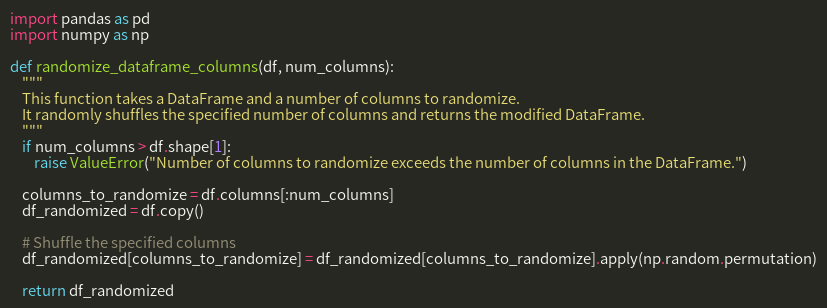 import pandas as pd
import numpy as np
def randomize_dataframe_columns(df, num_columns):
"""
This function takes a DataFrame and a number of columns to randomize.
It randomly shuffles the specified number of columns and returns the modified DataFrame.
"""
if num_columns > df.shape[1]:
raise ValueError("Number of columns to randomize exceeds the number of columns in the DataFrame.")
columns_to_randomize = df.columns[:num_columns]
df_randomized = df.copy()
# Shuffle the specified columns
df_randomized[columns_to_randomize] = df_randomized[columns_to_randomize].apply(np.random.permutation)
return df_randomized